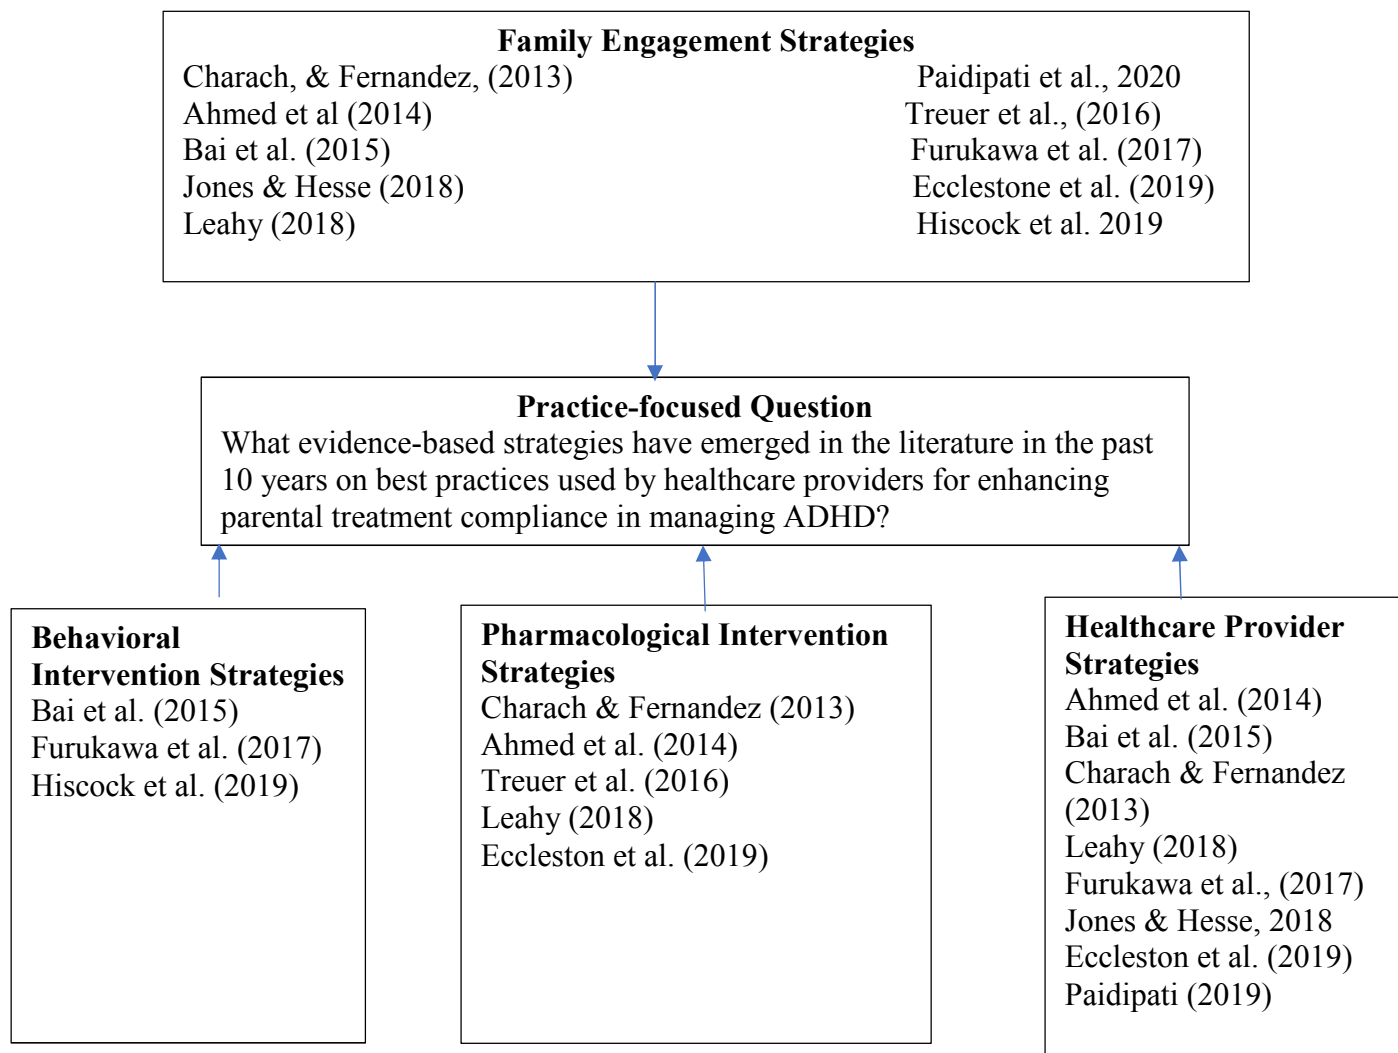 Family Engagement Strategies
Charach, & Fernandez, (2013)
Ahmed et al (2014)
Bai et al. (2015)
Jones & Hesse (2018)
Leahy (2018)
Paidipati et al., 2020
Treuer et al., (2016)
Furukawa et al. (2017)
Ecclestone et al. (2019)
Hiscock et al. 2019
Practice-focused Question
What evidence-based strategies have emerged in the literature in the past
10 years on best practices used by healthcare providers for enhancing
parental treatment compliance in managing ADHD?
Behavioral
Intervention Strategies
Bai et al. (2015)
Furukawa et al. (2017)
Hiscock et al. (2019)
Pharmacological Intervention
Strategies
Charach & Fernandez (2013)
Ahmed et al. (2014)
Treuer et al. (2016)
Leahy (2018)
Eccleston et al. (2019)
Healthcare Provider
Strategies
Ahmed et al. (2014)
Bai et al. (2015)
Charach & Fernandez
(2013)
Leahy (2018)
Furukawa et al., (2017)
Jones & Hesse, 2018
Eccleston et al. (2019)
Paidipati (2019)